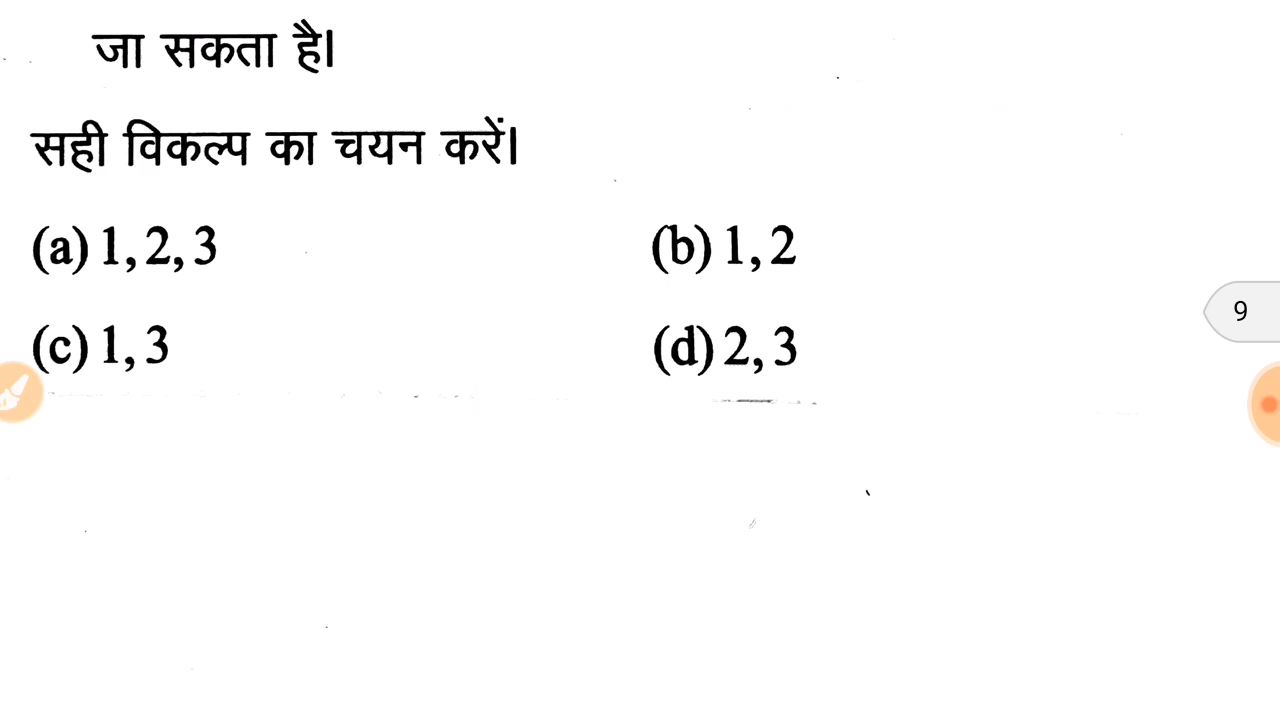 जा सकता है।
सही विकल्प का चयन करें।
(a) 1, 2, 3
(b) 1, 2
(c) 1, 3
(d) 2, 3
9